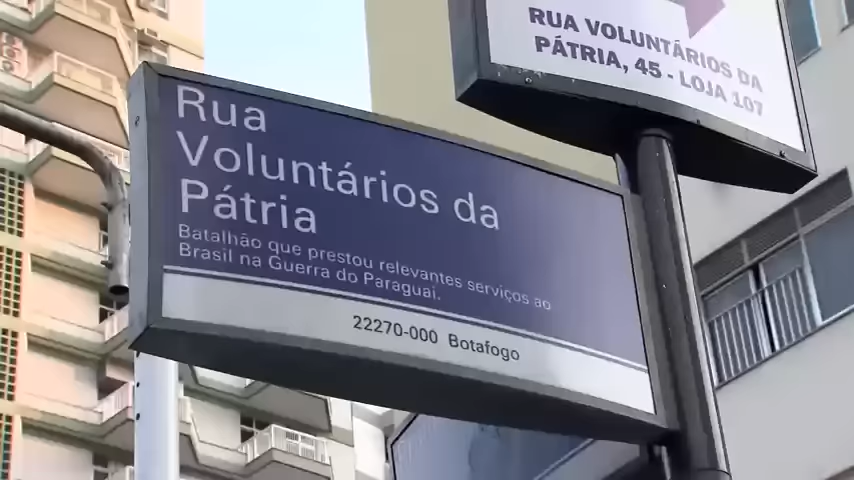 Rua
Voluntários da
Pátria
Batalhão que prestou relevantes serviços ao
Brasil na Guerra do Paraguai.
22270-000 Botafogo
RUA VOLUNTÁRIOS DA
PÁTRIA, 45 - LOJA 107